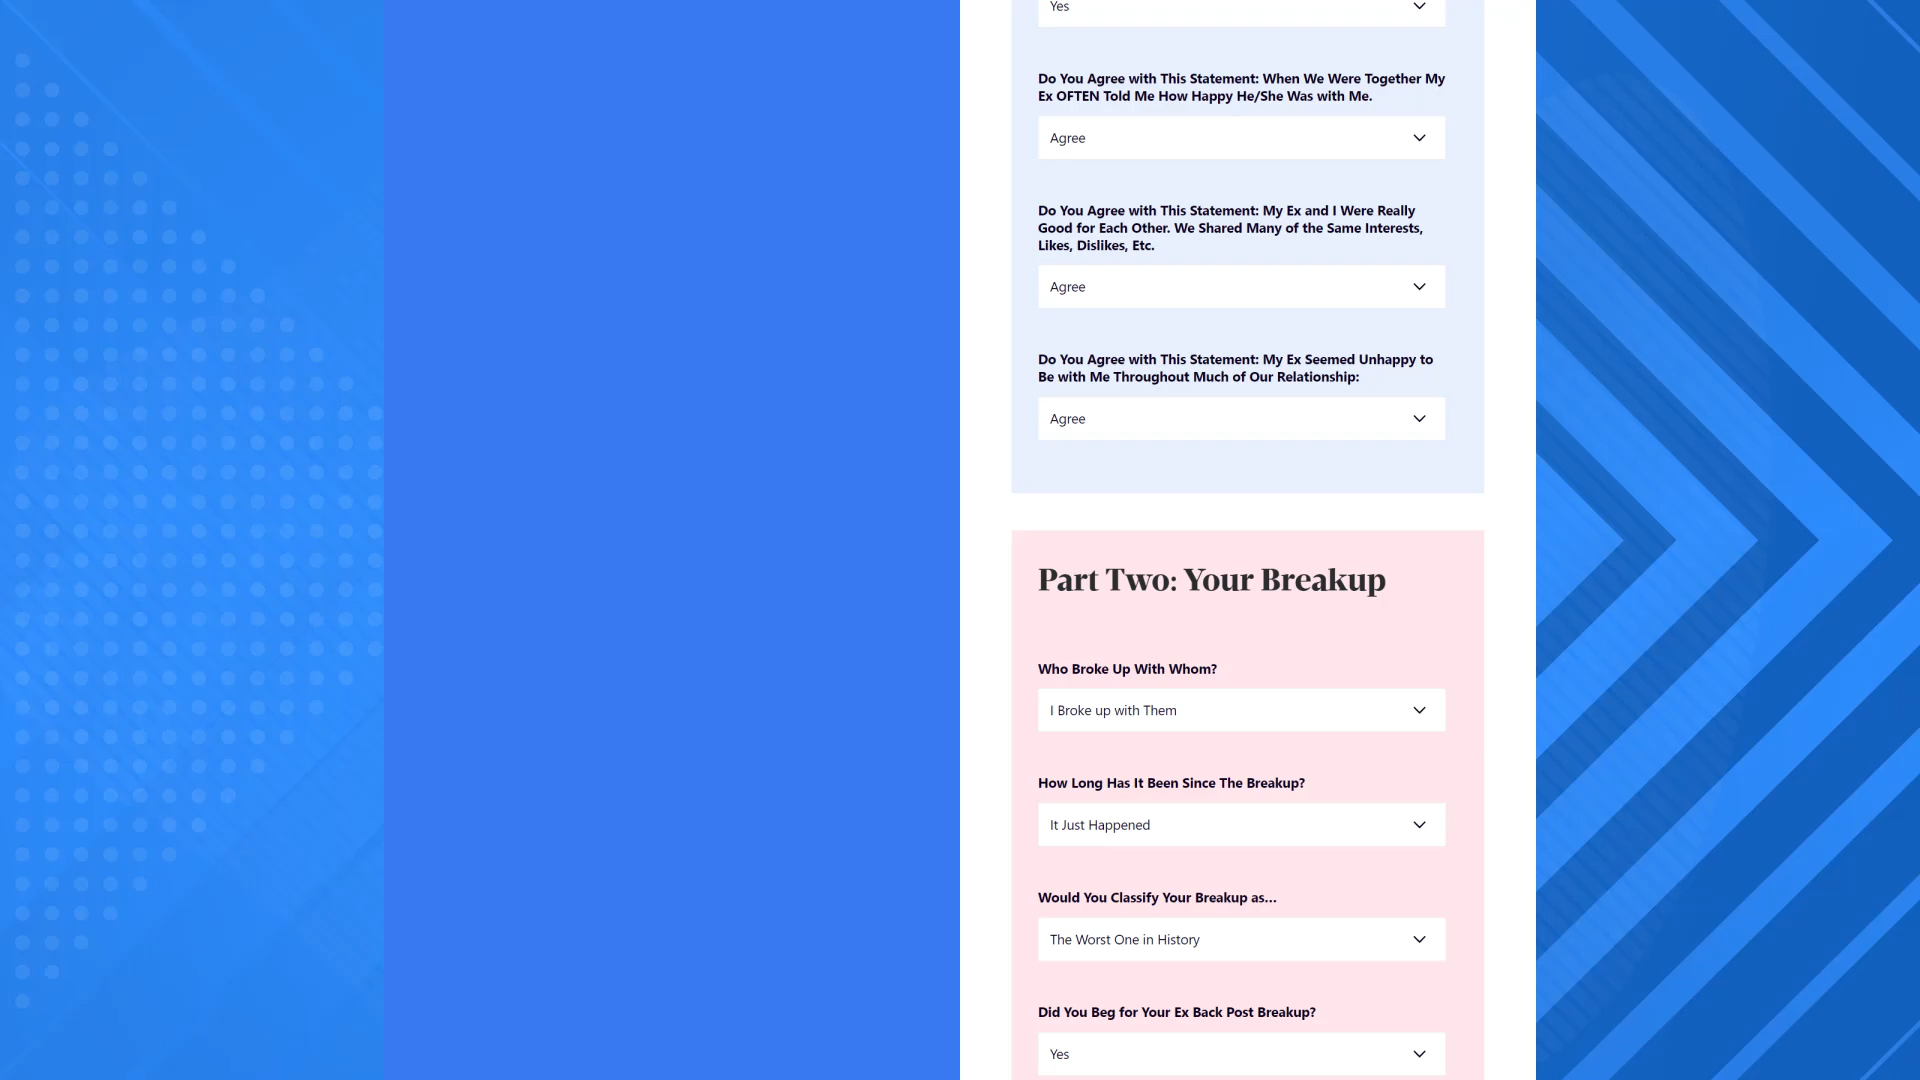 Yes
Do You Agree with This Statement: When We Were Together My
Ex OFTEN Told Me How Happy He/She Was with Me.
Agree
Do You Agree with This Statement: My Ex and I Were Really
Good for Each Other. We Shared Many of the Same Interests,
Likes, Dislikes, Etc.
Agree
Do You Agree with This Statement: My Ex Seemed Unhappy to
Be with Me Throughout Much of Our Relationship:
Agree
Part Two: Your Breakup
Who Broke Up With Whom?
I Broke up with Them
How Long Has It Been Since The Breakup?
It Just Happened
Would You Classify Your Breakup as...
The Worst One in History
Did You Beg for Your Ex Back Post Breakup?
Yes